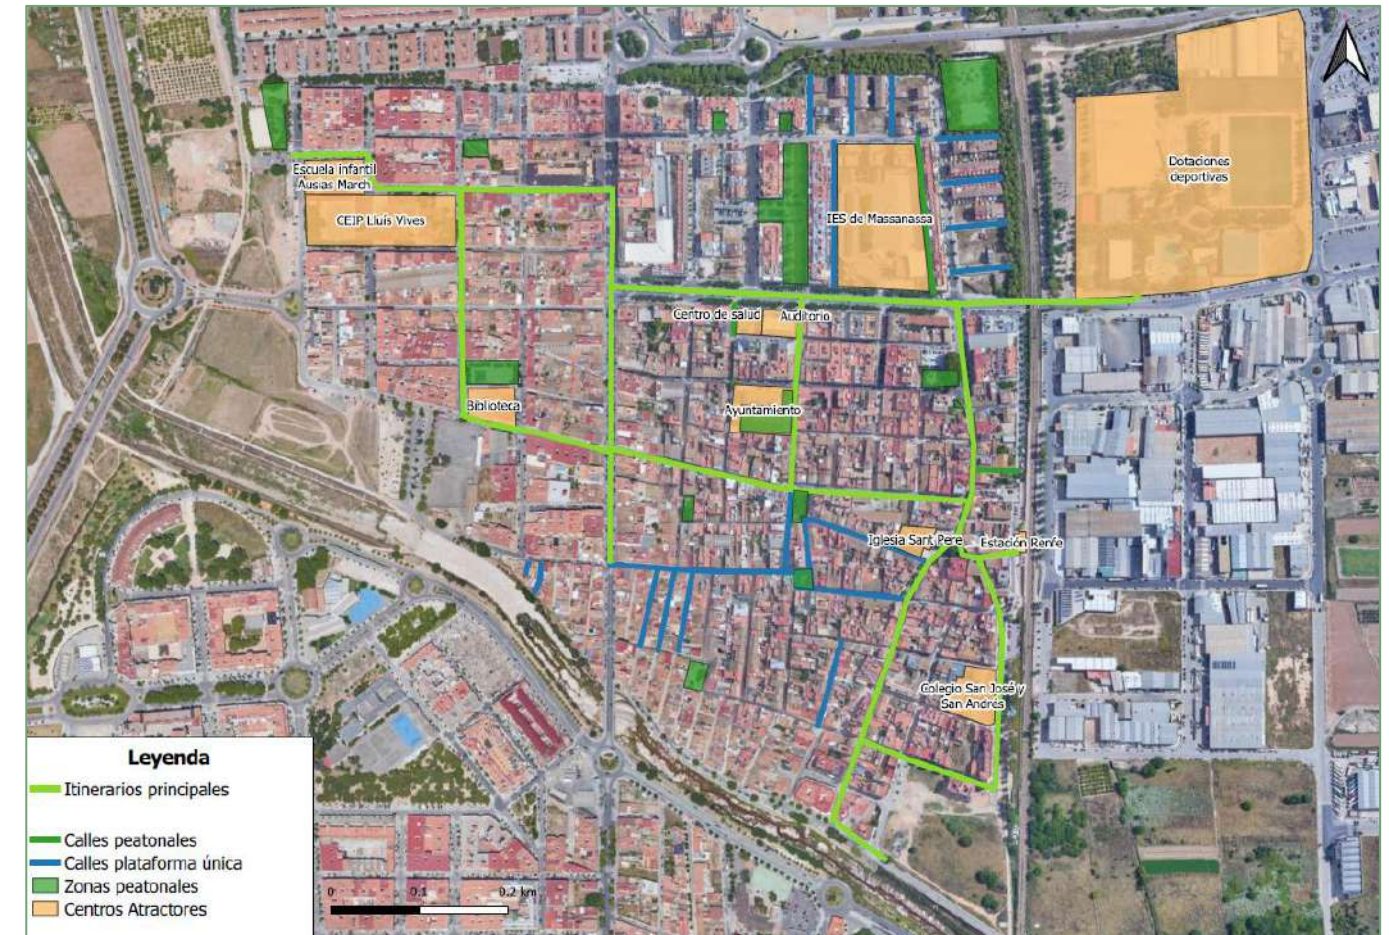 Escuela infantil
Ausias March
CEIP Lluís Vives
Dotaciones
deportivas
IES de Massanassa
Centro de salud
Auditorio
Biblioteca
Ayuntamiento
Iglesia Sant Pere
Estación Renfe
Colegio San José y
San Andrés
Leyenda
Itinerarios principales
Calles peatonales
Calles plataforma única
Zonas peatonales
Centros Atractores
0 0.1 0.2 km